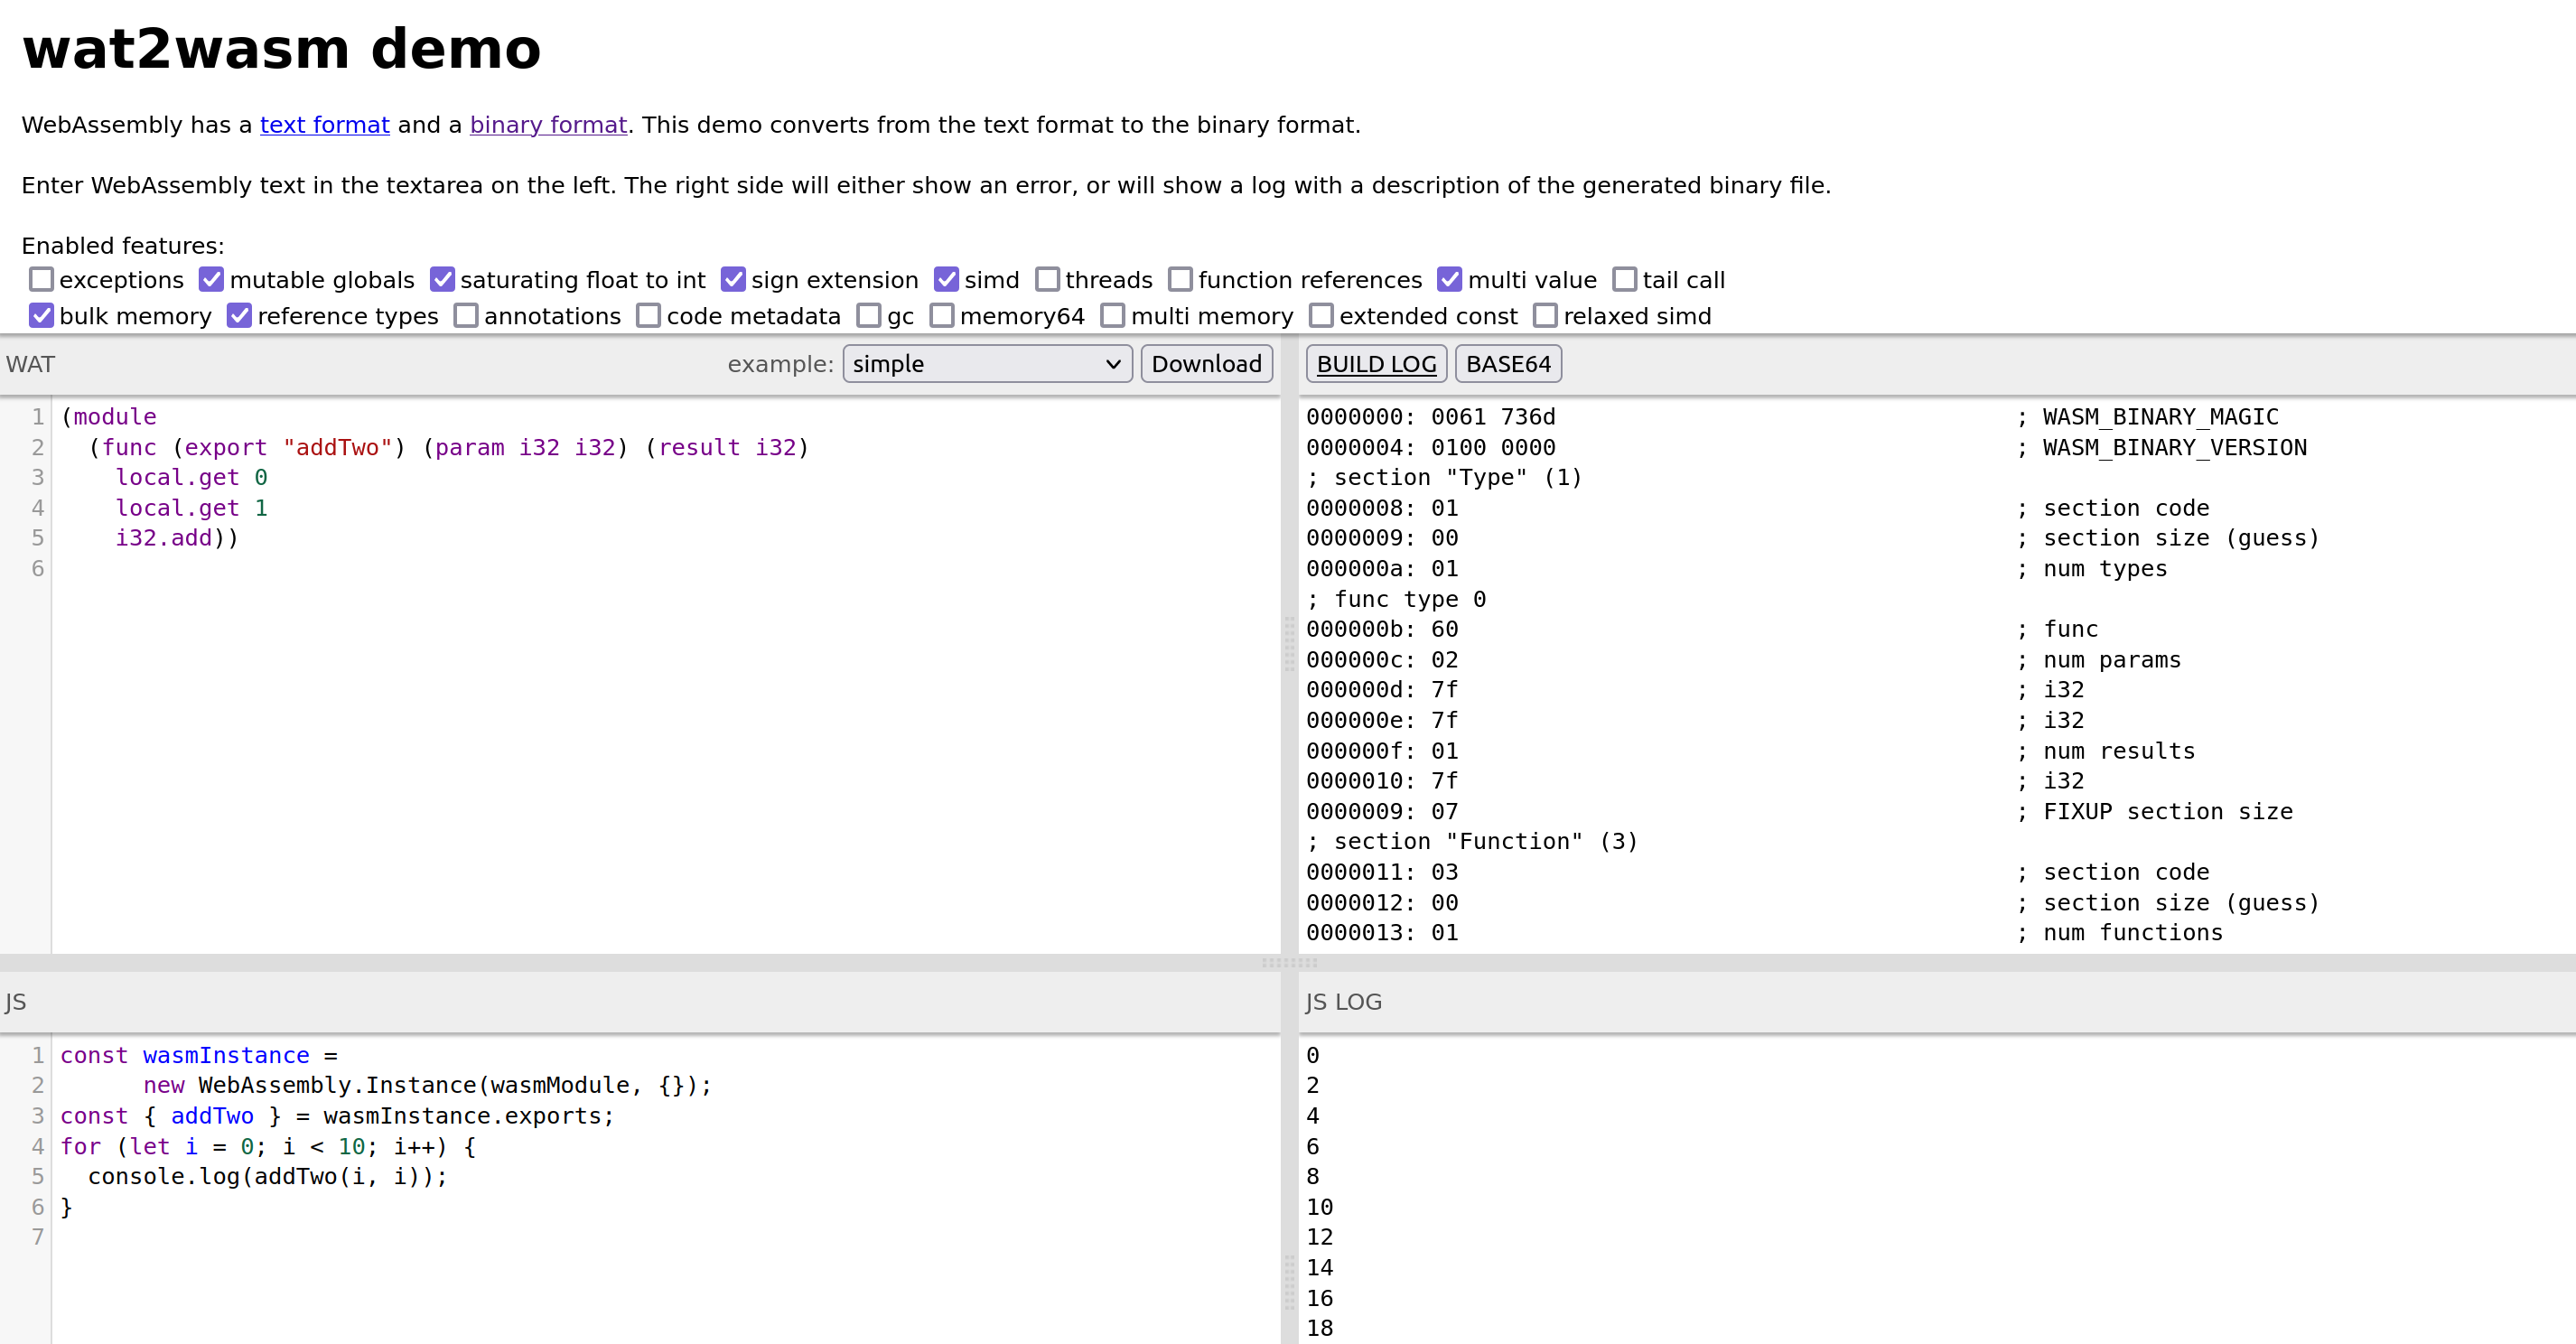 wat2wasm demo
WebAssembly has a text format and a binary format. This demo converts from the text format to the binary format.
Enter WebAssembly text in the textarea on the left. The right side will either show an error, or will show a log with a description of the generated binary file.
Enabled features:
exceptions mutable globals saturating float to int sign extension simd threads function references multi value tail call
bulk memory reference types annotations code metadata gc memory64 multi memory extended const relaxed simd
WAT example: simple Download
1 (module
2   (func (export "addTwo") (param i32 i32) (result i32)
3     local.get 0
4     local.get 1
5     i32.add))
6
BUILD LOG BASE64
0000000: 0061 736d ; WASM_BINARY_MAGIC
0000004: 0100 0000 ; WASM_BINARY_VERSION
; section "Type" (1)
0000008: 01 ; section code
0000009: 00 ; section size (guess)
000000a: 01 ; num types
; func type 0
000000b: 60 ; func
000000c: 02 ; num params
000000d: 7f ; i32
000000e: 7f ; i32
000000f: 01 ; num results
0000010: 7f ; i32
0000009: 07 ; FIXUP section size
; section "Function" (3)
0000011: 03 ; section code
0000012: 00 ; section size (guess)
0000013: 01 ; num functions
JS
1 const wasmInstance =
2       new WebAssembly.Instance(wasmModule, {});
3 const { addTwo } = wasmInstance.exports;
4 for (let i = 0; i < 10; i++) {
5   console.log(addTwo(i, i));
6 }
7
JS LOG
0
2
4
6
8
10
12
14
16
18